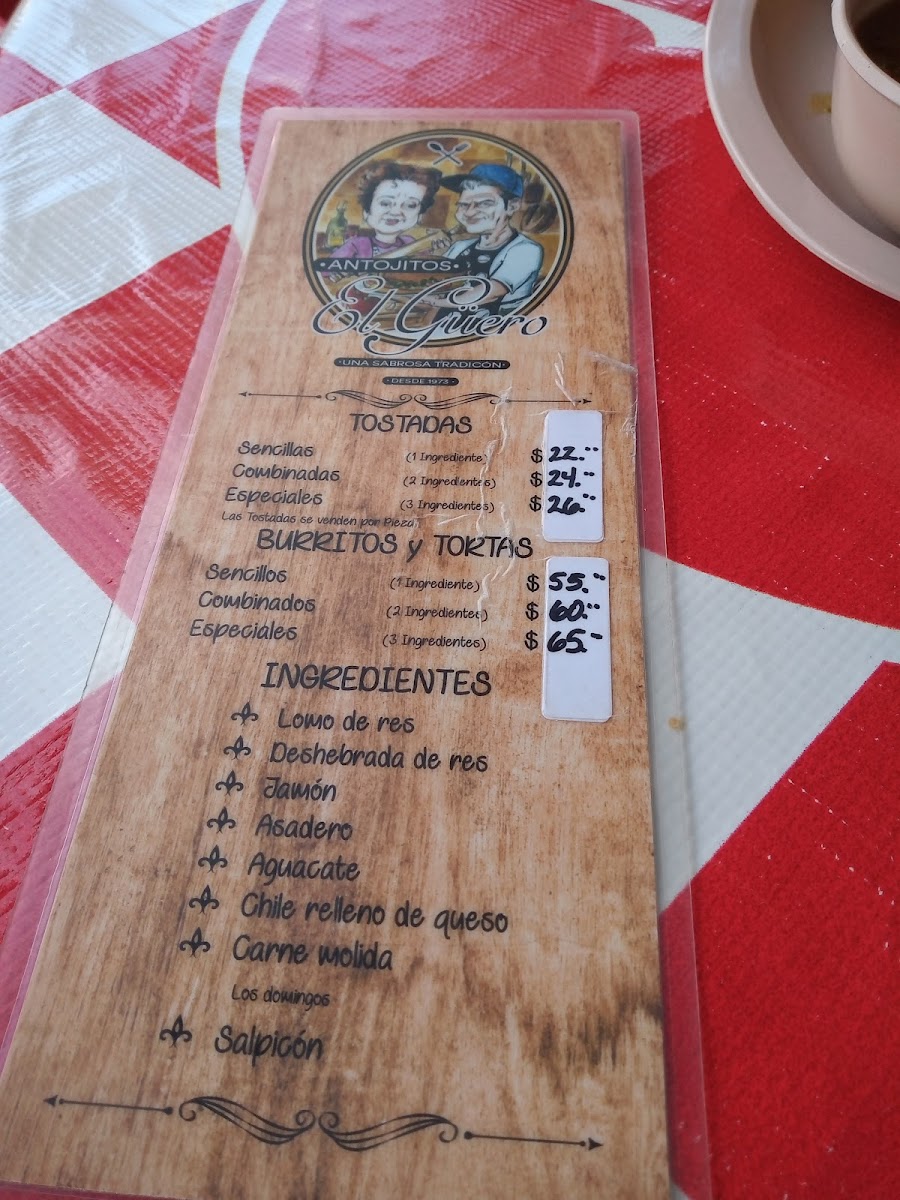 • ANTOJITOS •
El Güero
• UNA SABROSA TRADICÓN •
• DESDE 1973 •
TOSTADAS
Sencillas (1 Ingrediente) $ 22.--
Combinadas (2 Ingredientes) $ 24.--
Especiales (3 Ingredientes) $ 26.--
Las Tostadas se venden por Pieza.
BURRITOS y TORTAS
Sencillos (1 Ingrediente) $ 55.--
Combinados (2 Ingredientes) $ 60.--
Especiales (3 Ingredientes) $ 65.--
INGREDIENTES
Lomo de res
Deshebrada de res
Jamón
Asadero
Aguacate
Chile relleno de queso
Carne molida
Los domingos
Salpicón